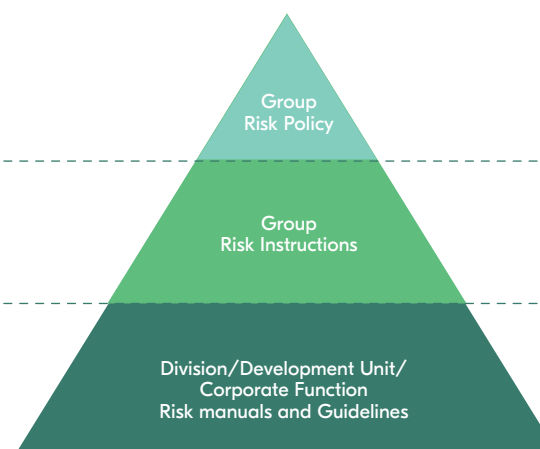 Group
Risk Policy
Group
Risk Instructions
Division/Development Unit/
Corporate Function
Risk manuals and Guidelines